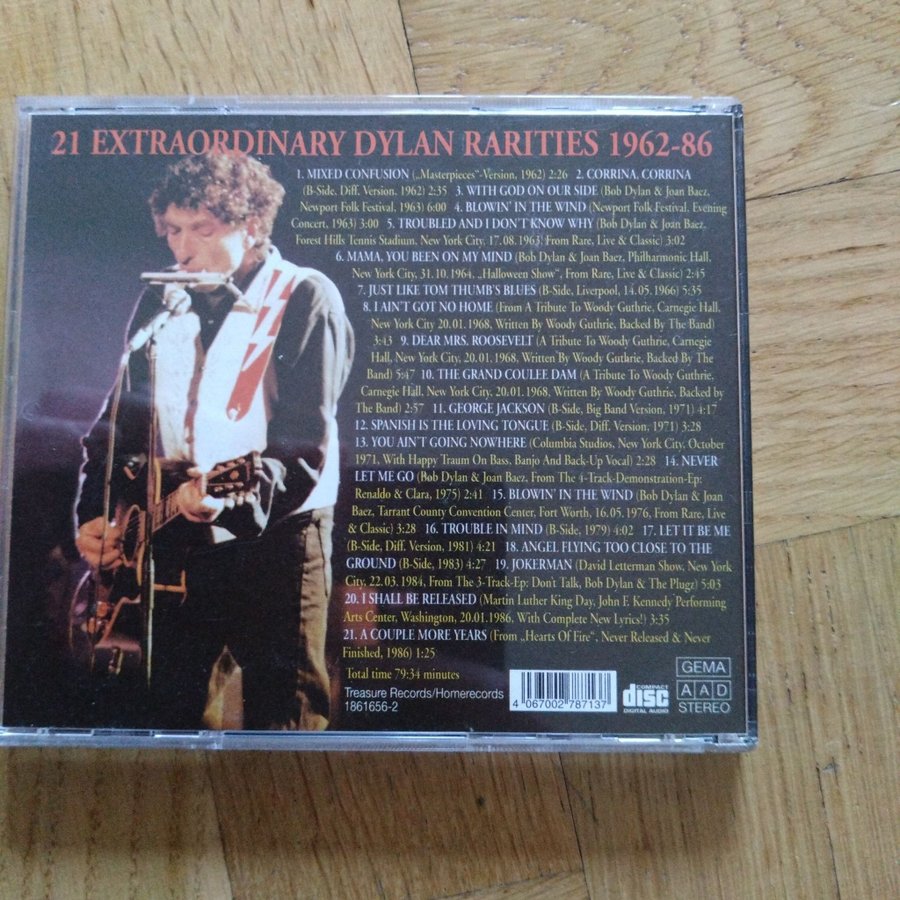 21 EXTRAORDINARY DYLAN RARITIES 1962-86
1. MIXED CONFUSION („Masterpieces"-Version, 1962) 2:26 2. CORRINA, CORRINA
(B-Side, Diff. Version, 1962) 2:35 3. WITH GOD ON OUR SIDE (Bob Dylan & Joan Baez,
Newport Folk Festival, 1963) 6:00 4. BLOWIN' IN THE WIND (Newport Folk Festival, Evening
Concert, 1963) 3:00 5. TROUBLED AND I DON'T KNOW WHY (Bob Dylan & Joan Baez,
Forest Hills Tennis Stadium, New York City, 17.08.1963! From Rare, Live & Classic) 3:02
6. MAMA, YOU BEEN ON MY MIND (Bob Dylan & Joan Baez, Philharmonic Hall,
New York City, 31.10.1964, „Halloween Show", From Rare, Live & Classic) 2:45
7. JUST LIKE TOM THUMB'S BLUES (B-Side, Liverpool, 14.05.1966) 5:35
8. I AIN'T GOT NO HOME (From A Tribute To Woody Guthrie, Carnegie Hall,
New York City 20.01.1968, Written By Woody Guthrie, Backed By The Band)
3:43 9. DEAR MRS. ROOSEVELT (A Tribute To Woody Guthrie, Carnegie
Hall, New York City, 20.01.1968, Written By Woody Guthrie, Backed By The
Band) 5:47 10. THE GRAND COULEE DAM (A Tribute To Woody Guthrie,
Carnegie Hall, New York City, 20.01.1968, Written By Woody Guthrie, Backed by
The Band) 2:57 11. GEORGE JACKSON (B-Side, Big Band Version, 1971) 4:17
12. SPANISH IS THE LOVING TONGUE (B-Side, Diff. Version, 1971) 3:28
13. YOU AIN'T GOING NOWHERE (Columbia Studios, New York City, October
1971, With Happy Traum On Bass, Banjo And Back-Up Vocal) 2:28 14. NEVER
LET ME GO (Bob Dylan & Joan Baez, From The 4-Track-Demonstration-Ep:
Renaldo & Clara, 1975) 2:41 15. BLOWIN' IN THE WIND (Bob Dylan & Joan
Baez, Tarrant County Convention Center, Fort Worth, 16.05.1976, From Rare, Live
& Classic) 3:28 16. TROUBLE IN MIND (B-Side, 1979) 4:02 17. LET IT BE ME
(B-Side, Diff. Version, 1981) 4:21 18. ANGEL FLYING TOO CLOSE TO THE
GROUND (B-Side, 1983) 4:27 19. JOKERMAN (David Letterman Show, New York
City, 22.03.1984, From The 3-Track-Ep: Don't Talk, Bob Dylan & The Plugz) 5:03
20. I SHALL BE RELEASED (Martin Luther King Day, John F. Kennedy Performing
Arts Center, Washington, 20.01.1986, With Complete New Lyrics!) 3:35
21. A COUPLE MORE YEARS (From „Hearts Of Fire", Never Released & Never
Finished, 1986) 1:25
Total time 79:34 minutes
Treasure Records/Homerecords
1861656-2
4 067002 787137
COMPACT
disc
DIGITAL AUDIO
GEMA
AAD
STEREO